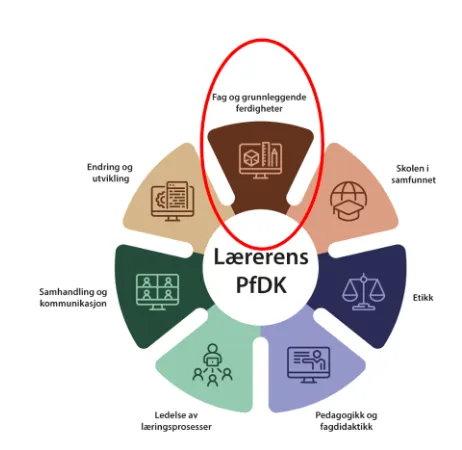 Fag og grunnleggende
ferdigheter
Endring og
utvikling
Skolen i
samfunnet
Lærerens
PfDK
Samhandling og
kommunikasjon
Etikk
Ledelse av
læringsprosesser
Pedagogikk og
fagdidaktikk